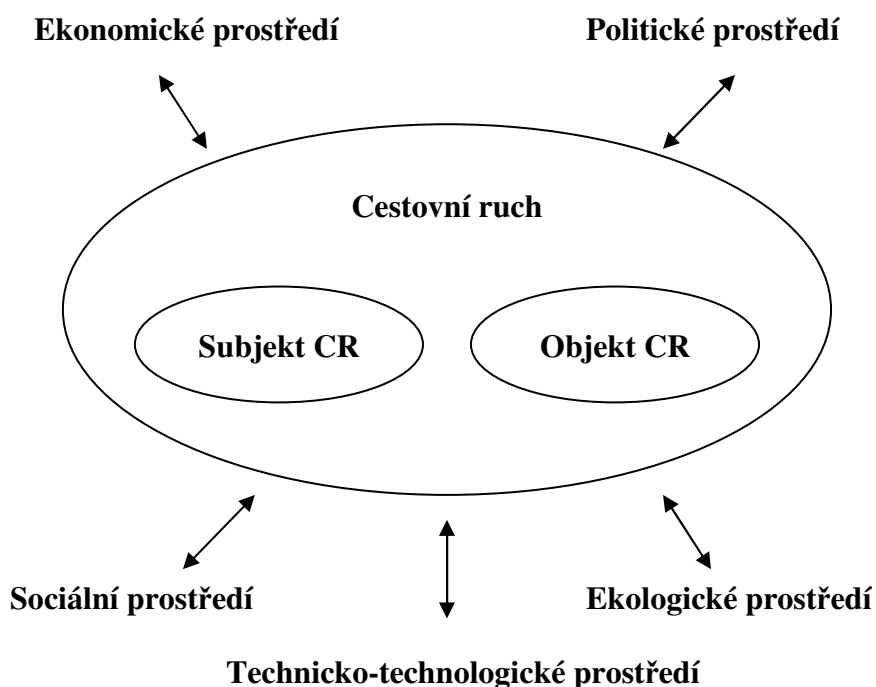 Ekonomické prostředí
Politické prostředí
Cestovní ruch
Subjekt CR
Objekt CR
Sociální prostředí
Ekologické prostředí
Technicko-technologické prostředí